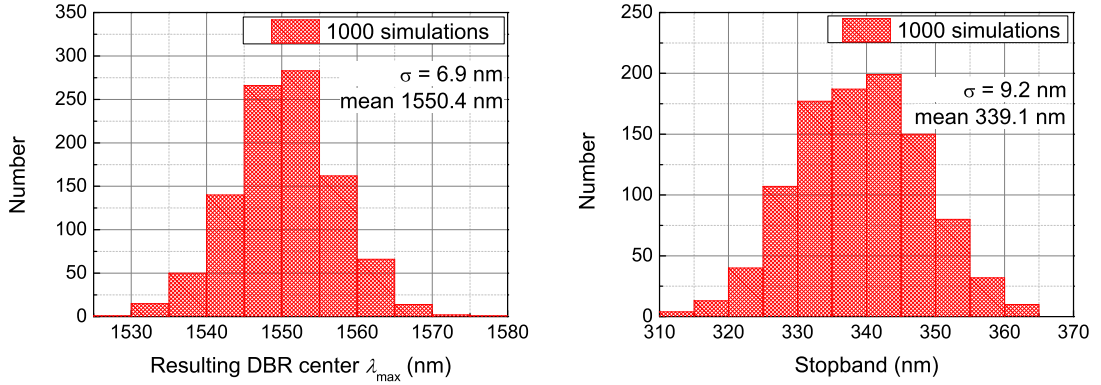 350
300
250
200
150
100
50
0
Number
1000 simulations
σ = 6.9 nm
mean 1550.4 nm
1530 1540 1550 1560 1570 1580
Resulting DBR center λmax (nm)
250
200
150
100
50
0
Number
1000 simulations
σ = 9.2 nm
mean 339.1 nm
310 320 330 340 350 360 370
Stopband (nm)